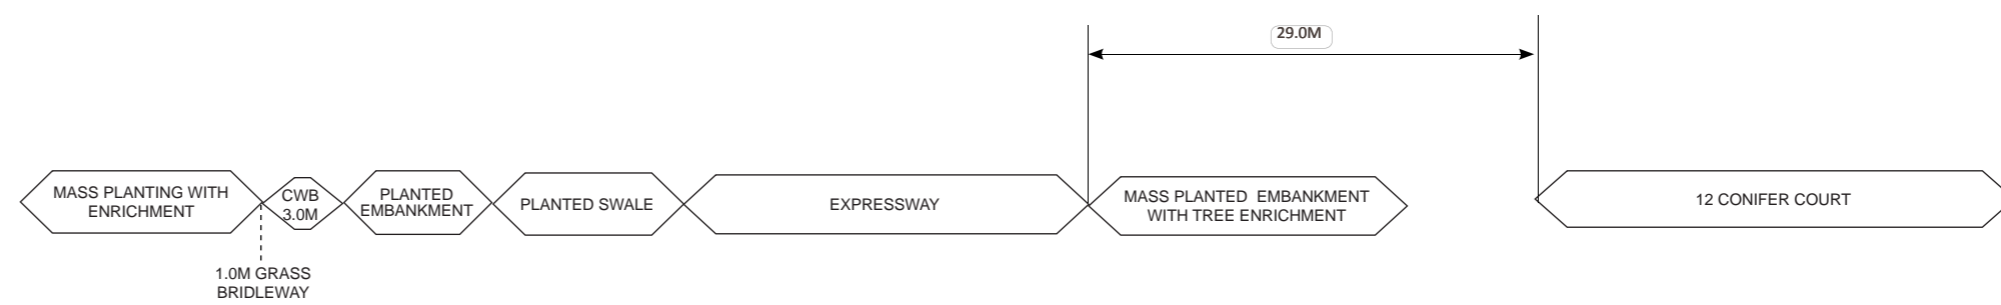 29.0M
MASS PLANTING WITH
ENRICHMENT
CWB
3.0M
PLANTED
EMBANKMENT
PLANTED SWALE
EXPRESSWAY
MASS PLANTED EMBANKMENT
WITH TREE ENRICHMENT
12 CONIFER COURT
1.0M GRASS
BRIDLEWAY